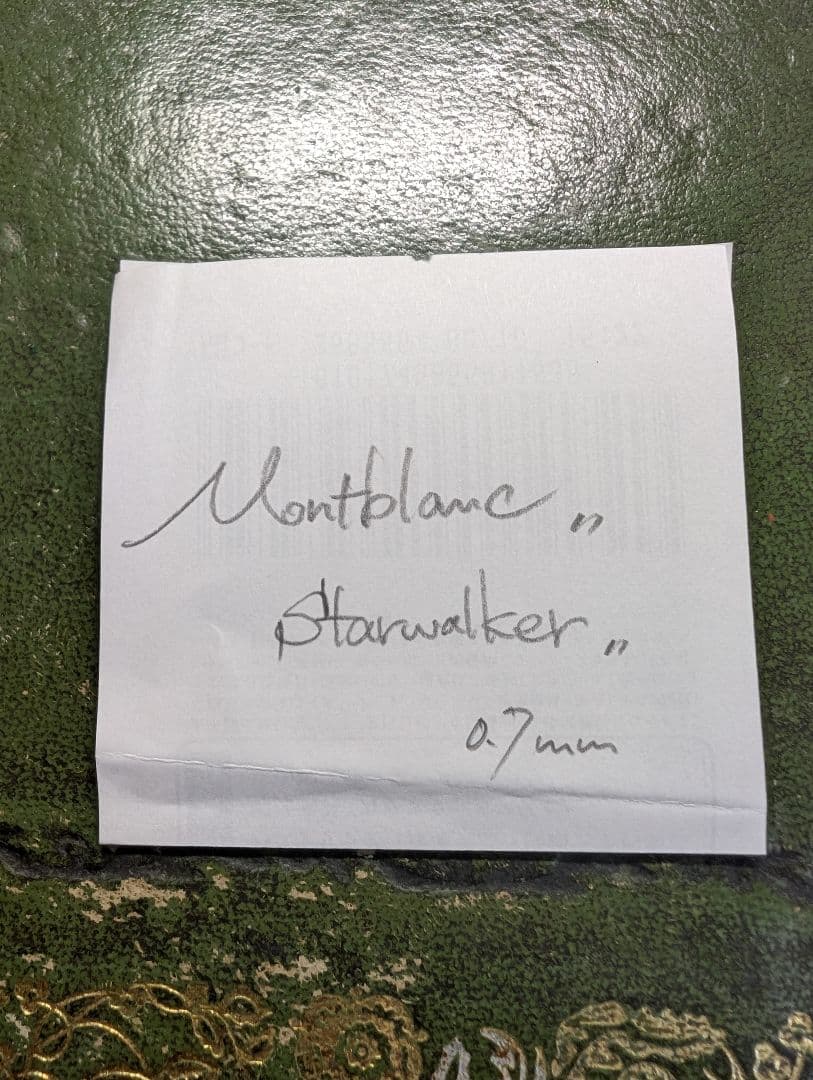 Montblanc "
Starwalker "
0.7mm